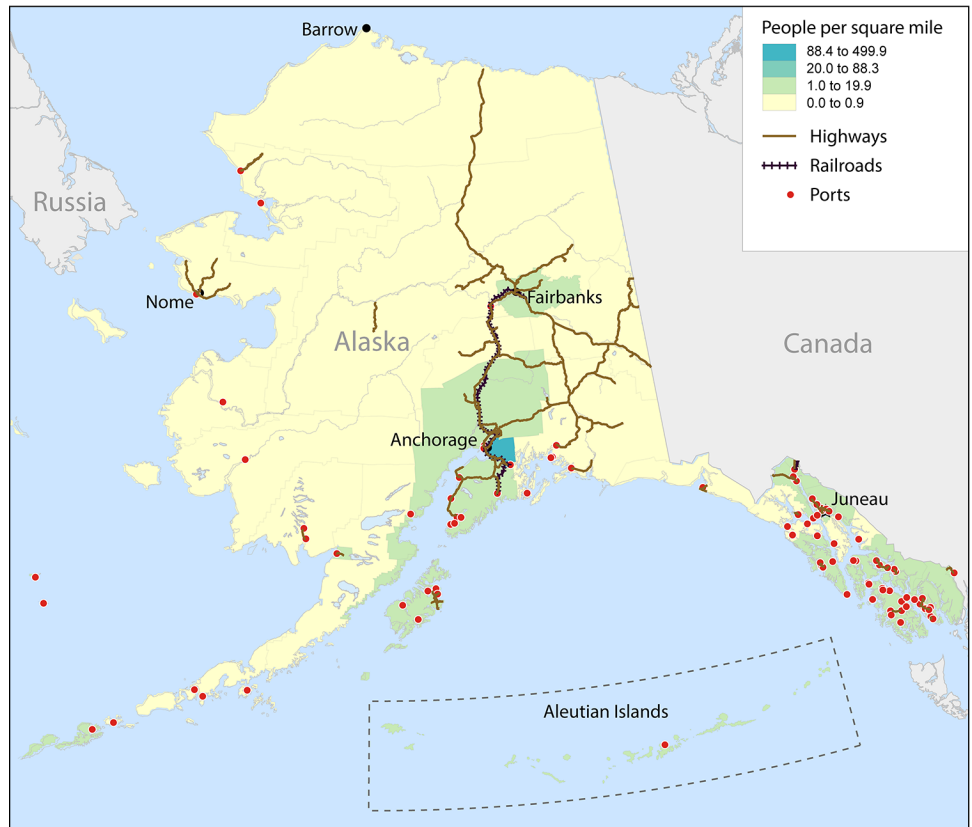 Barrow
People per square mile
88.4 to 499.9
20.0 to 88.3
1.0 to 19.9
0.0 to 0.9
Highways
Railroads
Ports
Russia
Nome
Fairbanks
Alaska
Canada
Anchorage
Juneau
Aleutian Islands